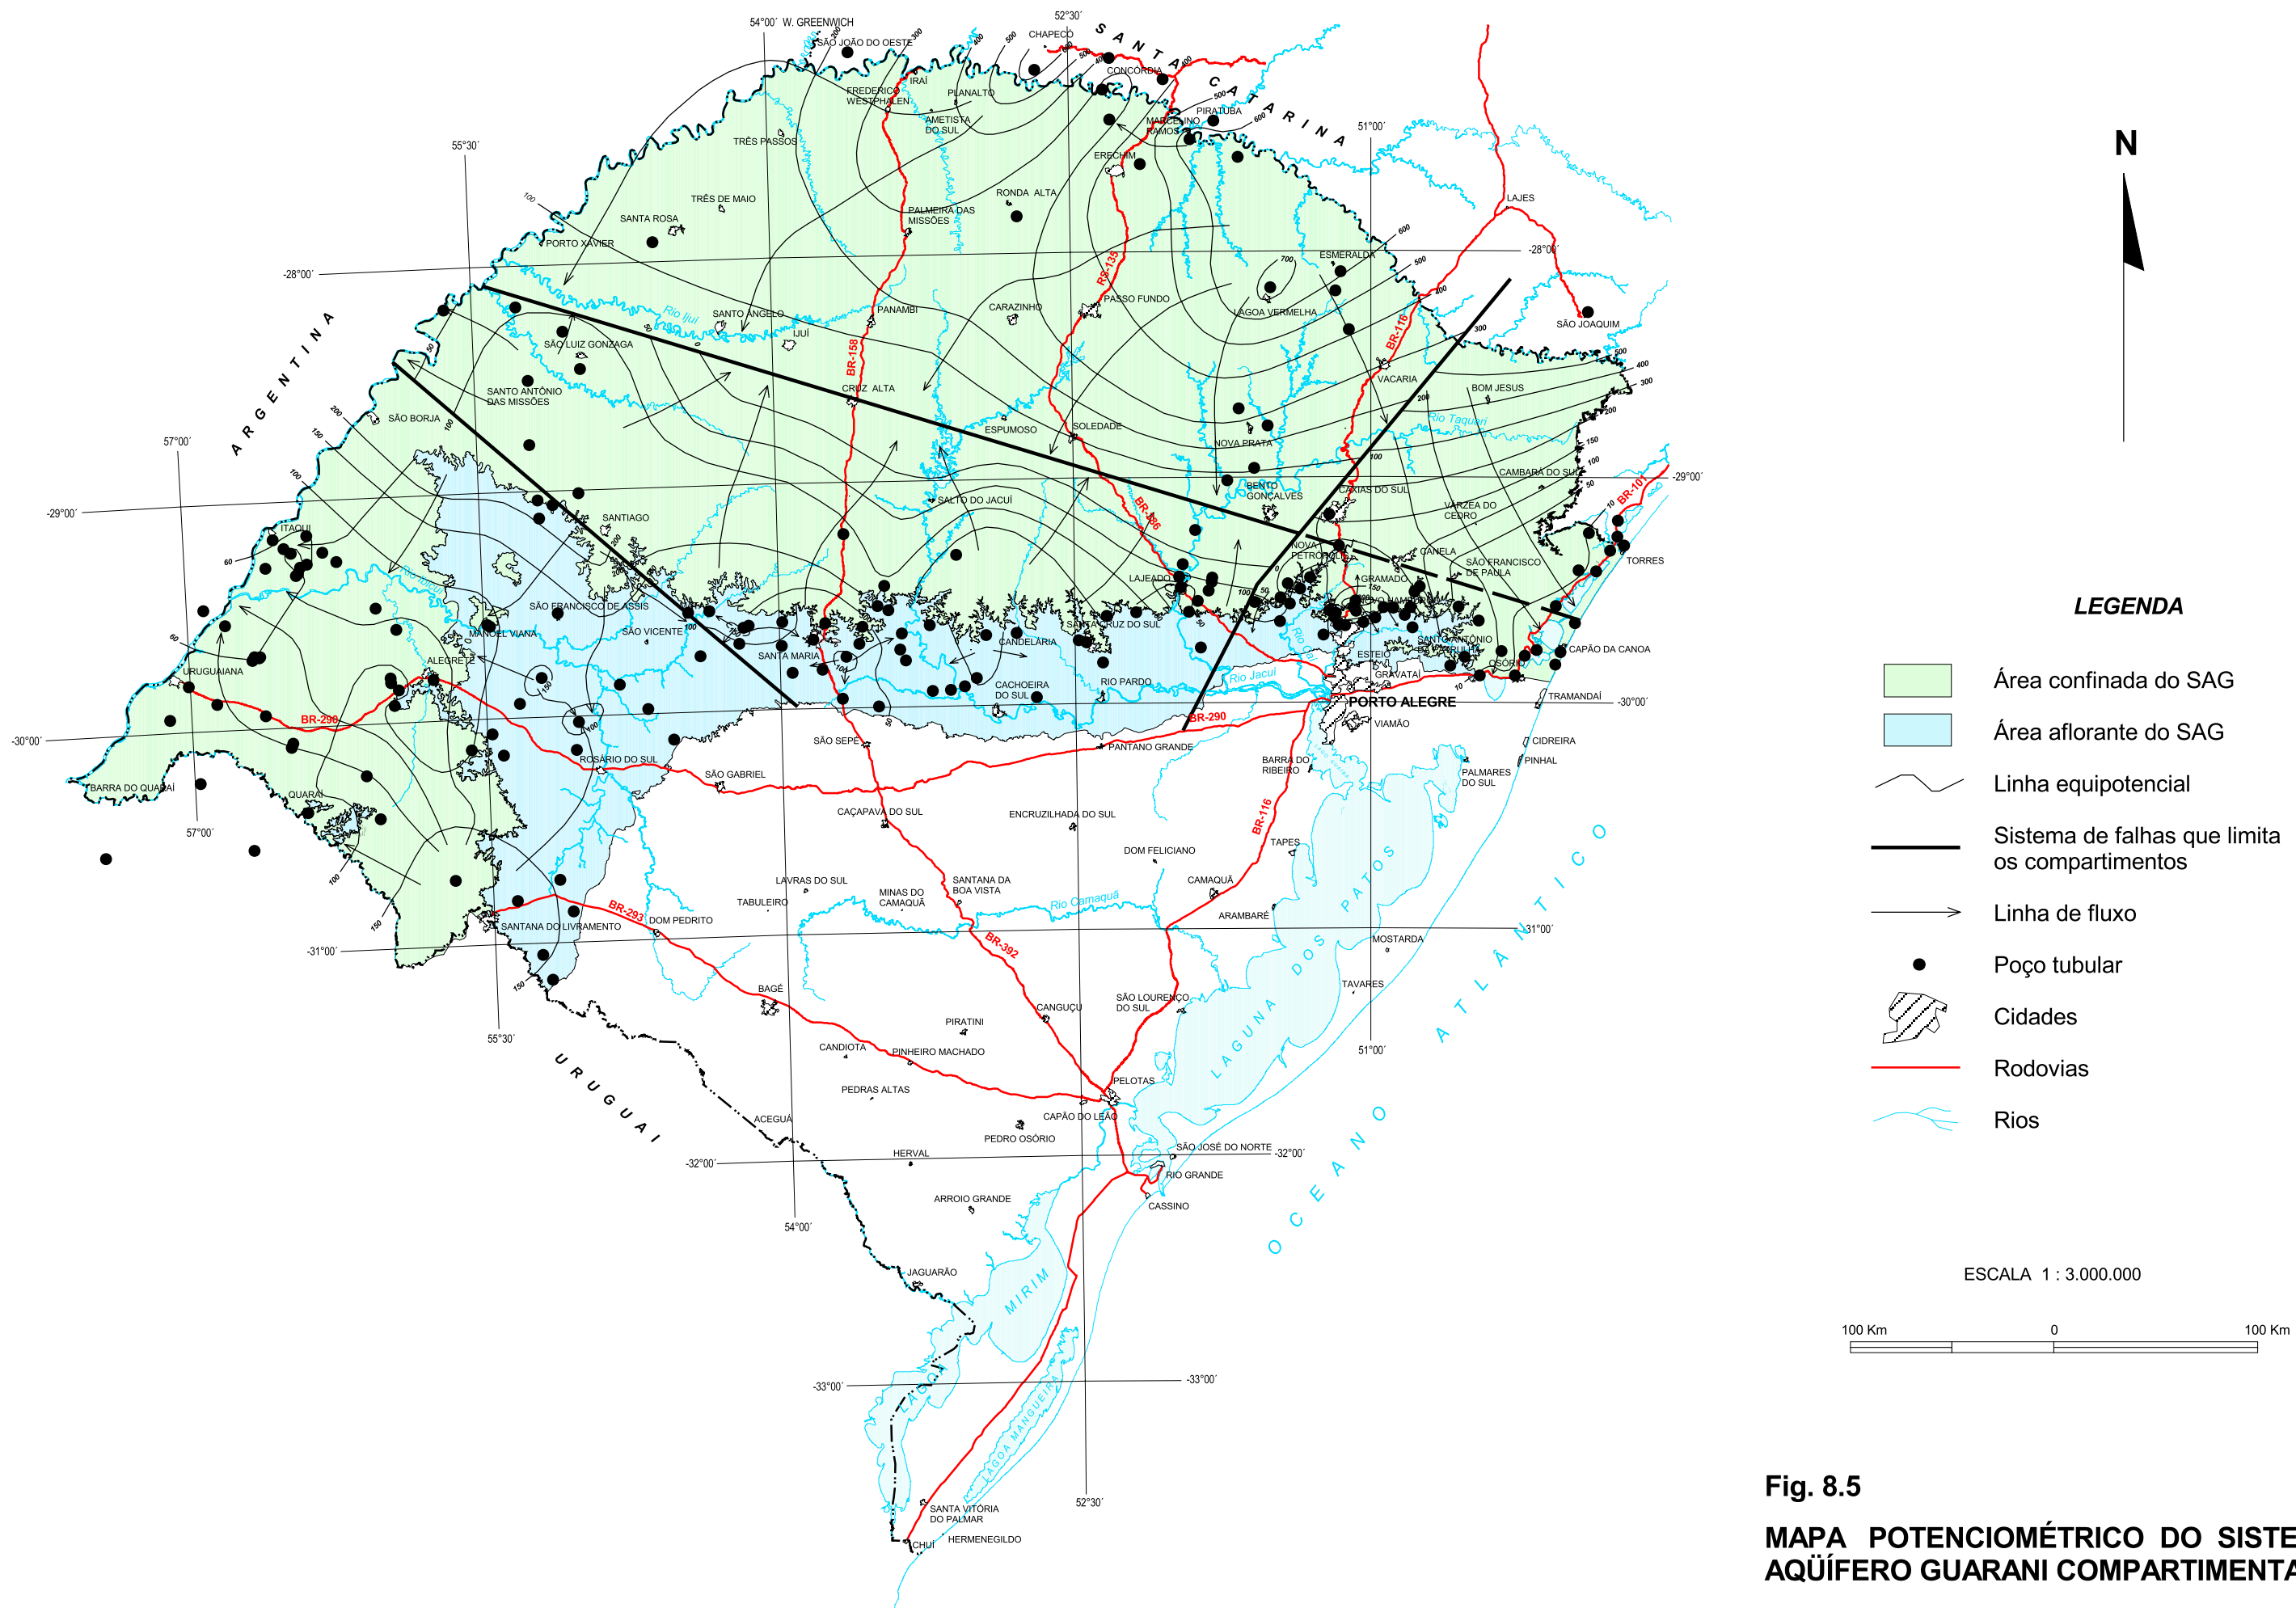 54°00´ W. GREENWICH
52°30´
SÃO JOÃO DO OESTE
CHAPECÓ
SANTA CATARINA
CONCÓRDIA
IRAÍ
FREDERICO
WESTPHALEN
PLANALTO
AMETISTA
DO SUL
PIRATUBA
MARCELINO
RAMOS
51°00´
TRÊS PASSOS
55°30´
ERECHIM
TRÊS DE MAIO
RONDA ALTA
LAJES
SANTA ROSA
PALMEIRA DAS
MISSÕES
PORTO XAVIER
-28°00´
-28°00´
ESMERALDA
RS-135
ARGENTINA
Rio Ijuí
SANTO ÂNGELO
IJUÍ
PANAMBI
CARAZINHO
PASSO FUNDO
LAGOA VERMELHA
SÃO JOAQUIM
SÃO LUIZ GONZAGA
BR-158
BR-116
VACARIA
SANTO ANTÔNIO
DAS MISSÕES
CRUZ ALTA
BOM JESUS
SÃO BORJA
ESPUMOSO
SOLEDADE
Rio Taquari
57°00´
NOVA PRATA
CAMBARÁ DO SUL
-29°00´
-29°00´
BENTO
GONÇALVES
CAXIAS DO SUL
BR-101
SALTO DO JACUÍ
BR-386
VÁRZEA DO
CEDRO
ITAQUI
SANTIAGO
NOVA
PETRÓPOLIS
CANELA
SÃO FRANCISCO
DE PAULA
TORRES
LAJEADO
GRAMADO
SÃO FRANCISCO DE ASSIS
MANOEL VIANA
SÃO VICENTE
SANTA CRUZ DO SUL
CANDELÁRIA
SANTO ANTÔNIO
CAPÃO DA CANOA
SANTA MARIA
ESTEIO
OSÓRIO
URUGUAIANA
ALEGRETE
GRAVATAÍ
CACHOEIRA
DO SUL
RIO PARDO
Rio Jacuí
TRAMANDAÍ
PORTO ALEGRE
-30°00´
-30°00´
BR-290
BR-290
VIAMÃO
SÃO SEPÉ
PANTANO GRANDE
CIDREIRA
PINHAL
ROSÁRIO DO SUL
BARRA DO
RIBEIRO
PALMARES
DO SUL
SÃO GABRIEL
BARRA DO QUARAÍ
QUARAÍ
57°00´
CAÇAPAVA DO SUL
ENCRUZILHADA DO SUL
BR-116
TAPES
DOM FELICIANO
LAVRAS DO SUL
SANTANA DA
BOA VISTA
CAMAQUÃ
MINAS DO
CAMAQUÃ
TABULEIRO
Rio Camaquã
ARAMBARÉ
BR-293
DOM PEDRITO
SANTANA DO LIVRAMENTO
-31°00´
-31°00´
BR-392
MOSTARDA
LAGUNA DOS PATOS
OCEANO ATLÂNTICO
TAVARES
BAGÉ
SÃO LOURENÇO
DO SUL
CANGUÇU
PIRATINI
55°30´
51°00´
CANDIOTA
PINHEIRO MACHADO
URUGUAI
PELOTAS
PEDRAS ALTAS
CAPÃO DO LEÃO
ACEGUÁ
PEDRO OSÓRIO
SÃO JOSÉ DO NORTE
HERVAL
-32°00´
-32°00´
RIO GRANDE
CASSINO
ARROIO GRANDE
54°00´
JAGUARÃO
LAGOA MIRIM
-33°00´
-33°00´
LAGOA MANGUEIRA
52°30´
SANTA VITÓRIA
DO PALMAR
HERMENEGILDO
CHUÍ
N
LEGENDA
Área confinada do SAG
Área aflorante do SAG
Linha equipotencial
Sistema de falhas que limita
os compartimentos
Linha de fluxo
Poço tubular
Cidades
Rodovias
Rios
ESCALA 1 : 3.000.000
100 Km 0 100 Km
Fig. 8.5
MAPA POTENCIOMÉTRICO DO SISTE
AQÜÍFERO GUARANI COMPARTIMENTA